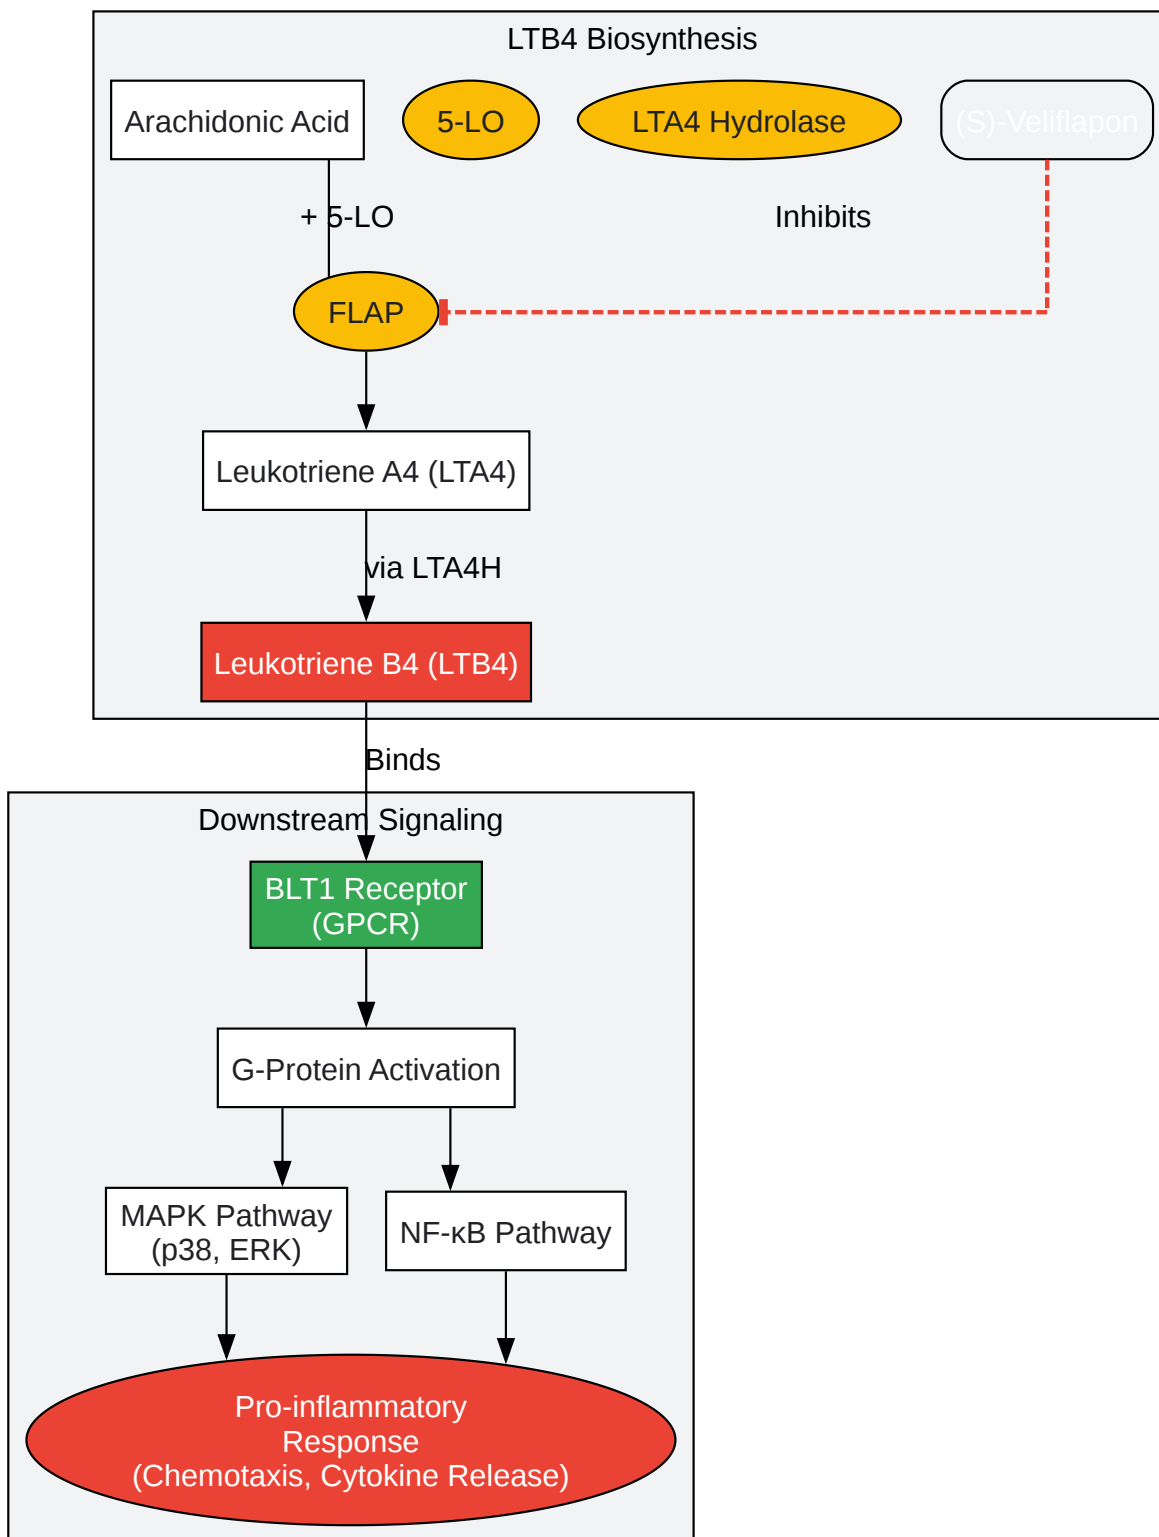 LTB4 Biosynthesis
Arachidonic Acid
5-LO
LTA4 Hydrolase
(S)-Veliflapon
+ 5-LO
Inhibits
FLAP
Leukotriene A4 (LTA4)
via LTA4H
Leukotriene B4 (LTB4)
Binds
Downstream Signaling
BLT1 Receptor
(GPCR)
G-Protein Activation
MAPK Pathway
(p38, ERK)
NF-κB Pathway
Pro-inflammatory
Response
(Chemotaxis, Cytokine Release)